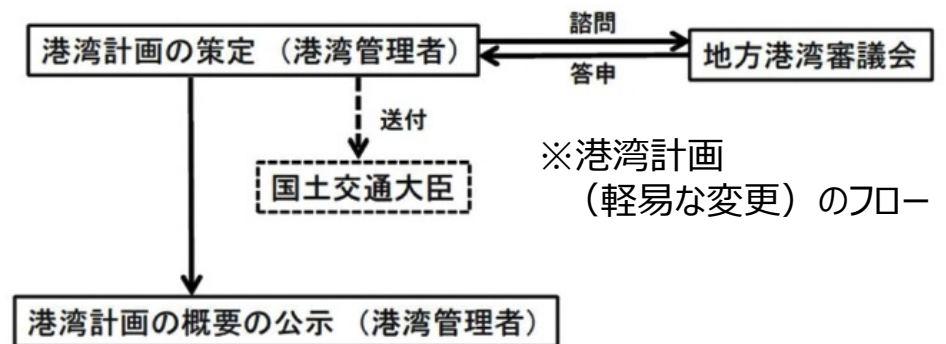 諮問
港湾計画の策定 （港湾管理者）
地方港湾審議会
答申
送付
※港湾計画
（軽易な変更）のフロー
国土交通大臣
港湾計画の概要の公示 （港湾管理者）